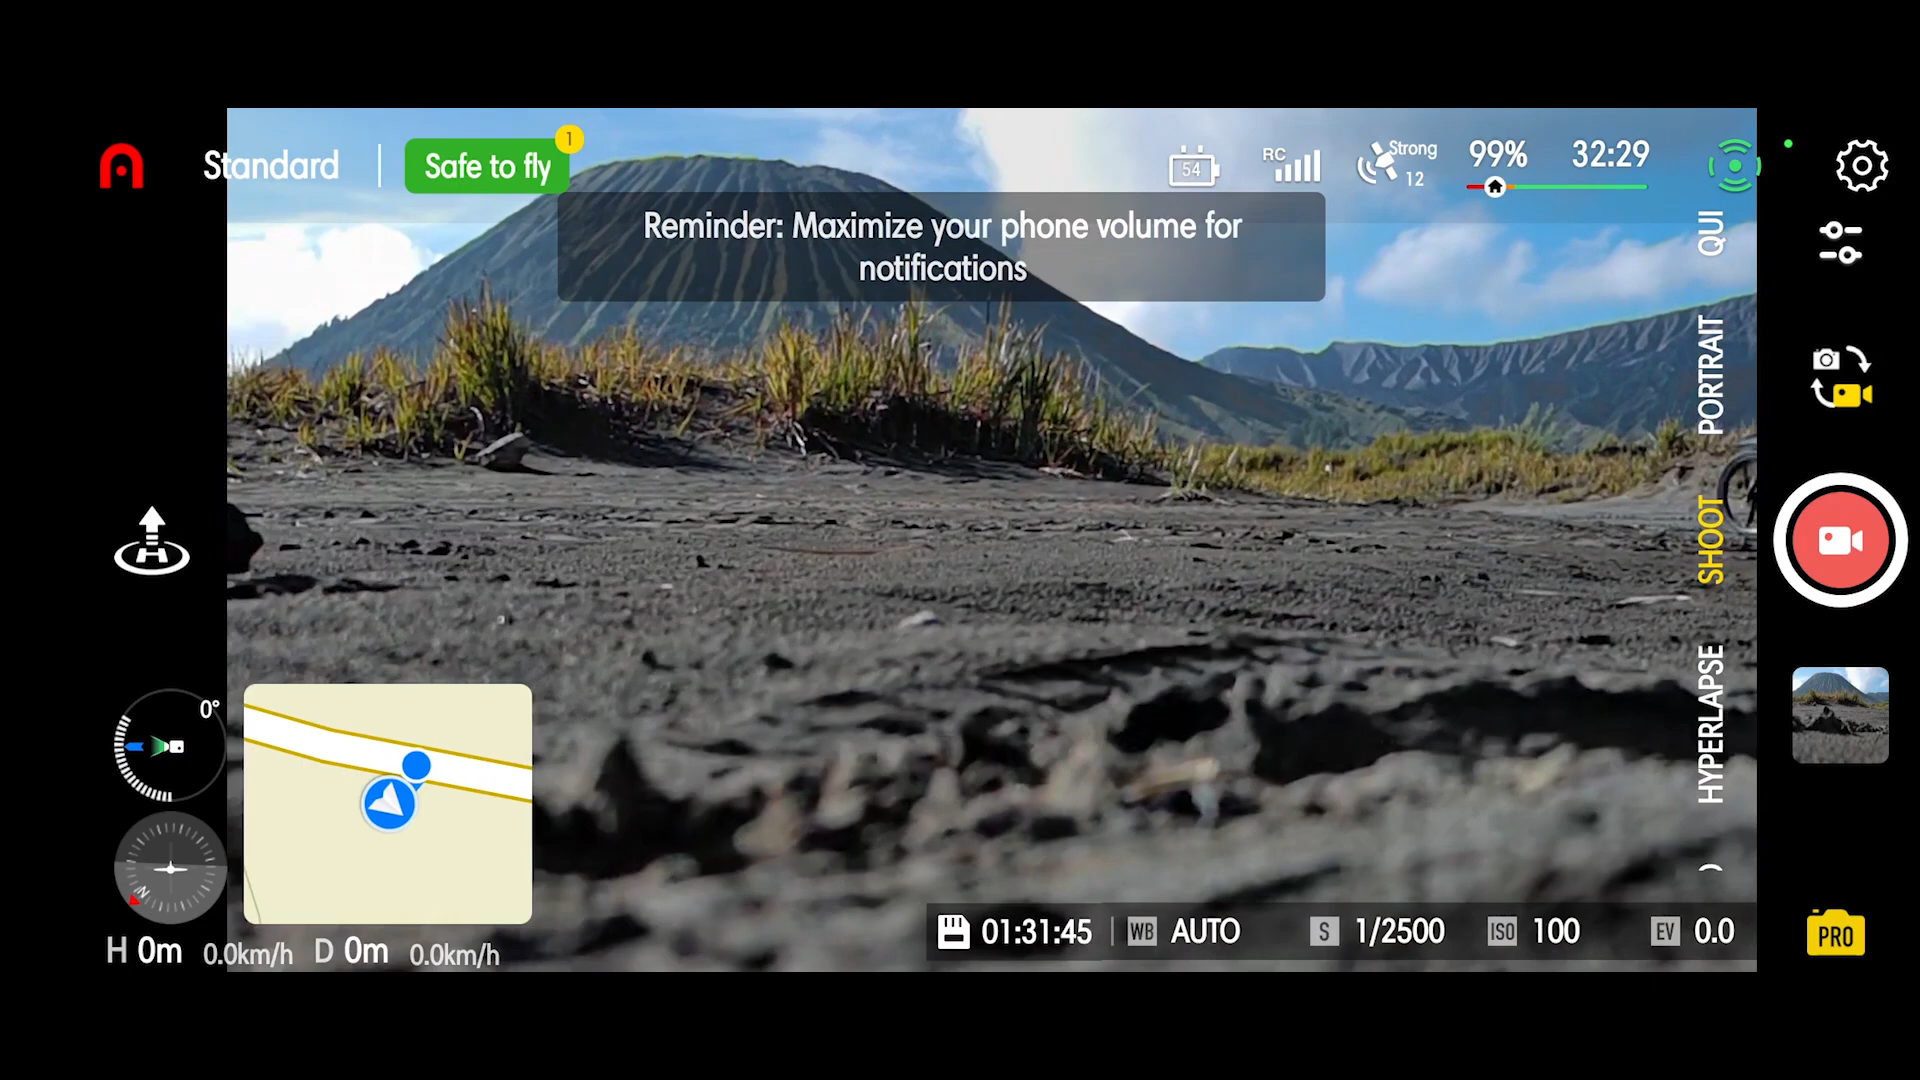 Standard
Safe to fly
1
54
RC
Strong
12
99%
32:29
Reminder: Maximize your phone volume for
notifications
QUI
PORTRAIT
SHOOT
HYPERLAPSE
0°
N
H 0m 0.0km/h D 0m 0.0km/h
01:31:45 WB AUTO S 1/2500 ISO 100 EV 0.0
PRO